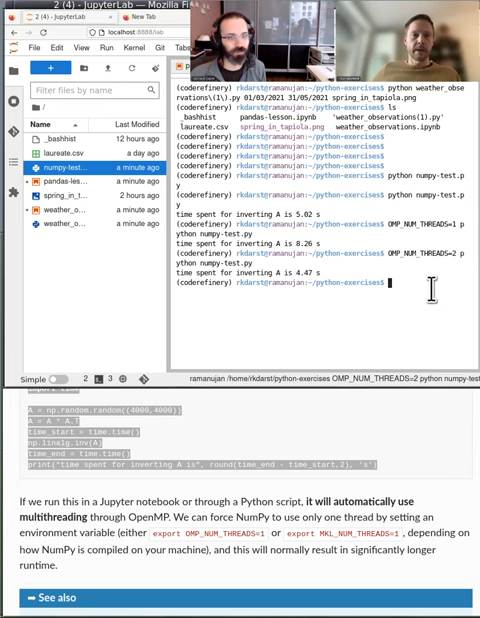 2 (4) - JupyterLab — Mozilla Fi
2 (4) - JupyterLab
New Tab
localhost:8888/lab
File Edit View Run Kernel Git Tabs
Filter files by name
/
Name Last Modified
_bashhist 12 hours ago
laureate.csv a day ago
numpy-test... a minute ago
pandas-les... a minute ago
spring_in_t... 2 hours ago
weather_o... a minute ago
weather_o... a minute ago
(coderefinery) rkdarst@ramanujan:~/python-exercises$ python weather_obse
rvations\(1\).py 01/03/2021 31/05/2021 spring_in_tapiola.png
(coderefinery) rkdarst@ramanujan:~/python-exercises$ ls
_bashhist pandas-lesson.ipynb 'weather_observations(1).py'
laureate.csv spring_in_tapiola.png weather_observations.ipynb
(coderefinery) rkdarst@ramanujan:~/python-exercises$
(coderefinery) rkdarst@ramanujan:~/python-exercises$
(coderefinery) rkdarst@ramanujan:~/python-exercises$
(coderefinery) rkdarst@ramanujan:~/python-exercises$
(coderefinery) rkdarst@ramanujan:~/python-exercises$ python numpy-test.p
y
(coderefinery) rkdarst@ramanujan:~/python-exercises$ python numpy-test.p
y
time spent for inverting A is 5.02 s
(coderefinery) rkdarst@ramanujan:~/python-exercises$ OMP_NUM_THREADS=1 p
ython numpy-test.py
time spent for inverting A is 8.26 s
(coderefinery) rkdarst@ramanujan:~/python-exercises$ OMP_NUM_THREADS=2 p
ython numpy-test.py
time spent for inverting A is 4.47 s
(coderefinery) rkdarst@ramanujan:~/python-exercises$
Simple 2 3 ramanujan /home/rkdarst/python-exercises OMP_NUM_THREADS=2 python numpy-test
A = np.random.random((4000,4000))
A = A * A.T
time_start = time.time()
np.linalg.inv(A)
time_end = time.time()
print("time spent for inverting A is", round(time_end - time_start,2), 's')
If we run this in a Jupyter notebook or through a Python script, it will automatically use
multithreading through OpenMP. We can force NumPy to use only one thread by setting an
environment variable (either export OMP_NUM_THREADS=1 or export MKL_NUM_THREADS=1 , depending on
how NumPy is compiled on your machine), and this will normally result in significantly longer
runtime.
➡ See also